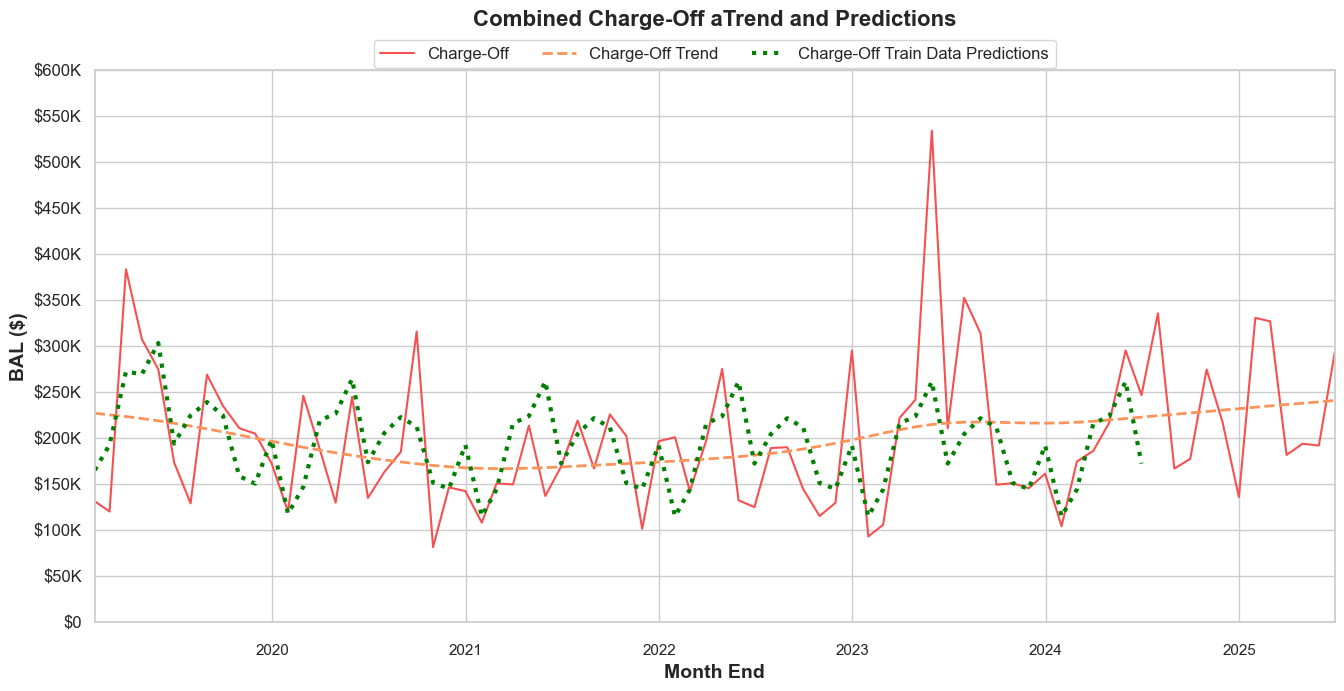 Combined Charge-Off aTrend and Predictions
Charge-Off Charge-Off Trend Charge-Off Train Data Predictions
$600K
$550K
$500K
$450K
$400K
$350K
$300K
$250K
$200K
$150K
$100K
$50K
$0
BAL ($)
2020 2021 2022 2023 2024 2025
Month End